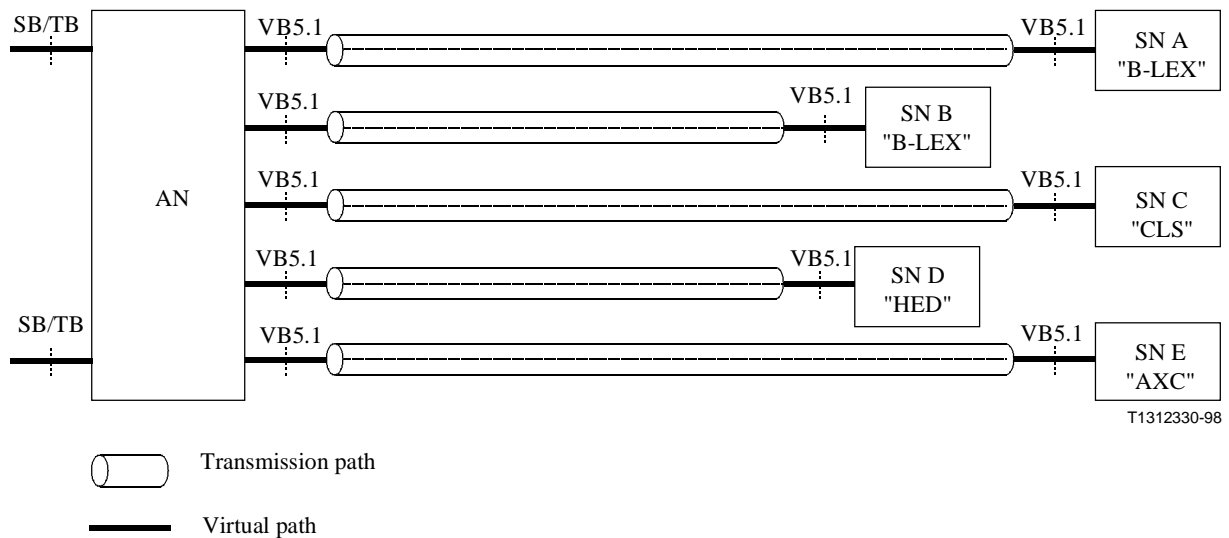 SB/TB
VB5.1
VB5.1
SN A
"B-LEX"
VB5.1
VB5.1
SN B
"B-LEX"
AN
VB5.1
VB5.1
SN C
"CLS"
VB5.1
VB5.1
SN D
"HED"
SB/TB
VB5.1
VB5.1
SN E
"AXC"
T1312330-98
Transmission path
Virtual path